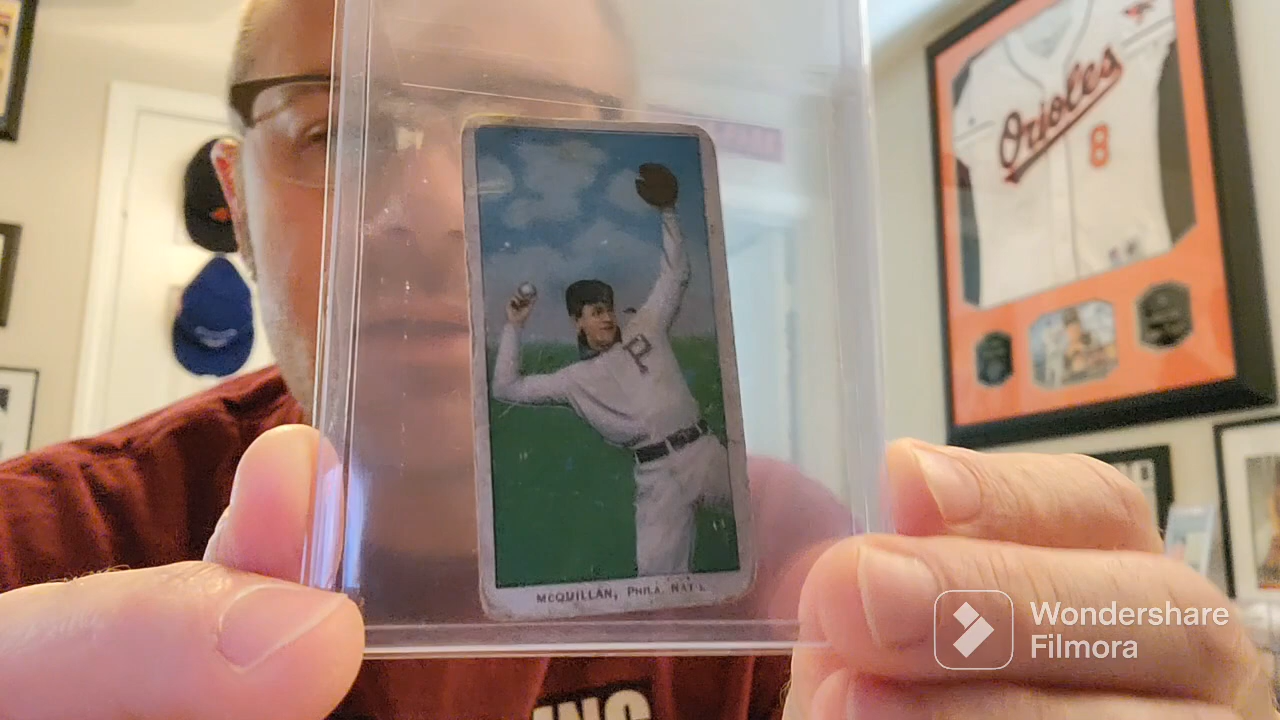 Orioles
8
P
McQUILLAN, PHILA. NAT'L
Wondershare
Filmora